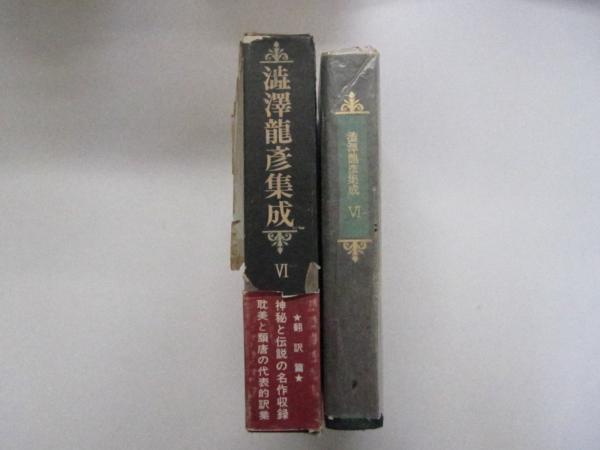 澁澤龍彦集成
VI
★翻訳篇★
神秘と伝説の名作収録
耽美と頽唐の代表的訳業
澁澤龍彦集成
VI